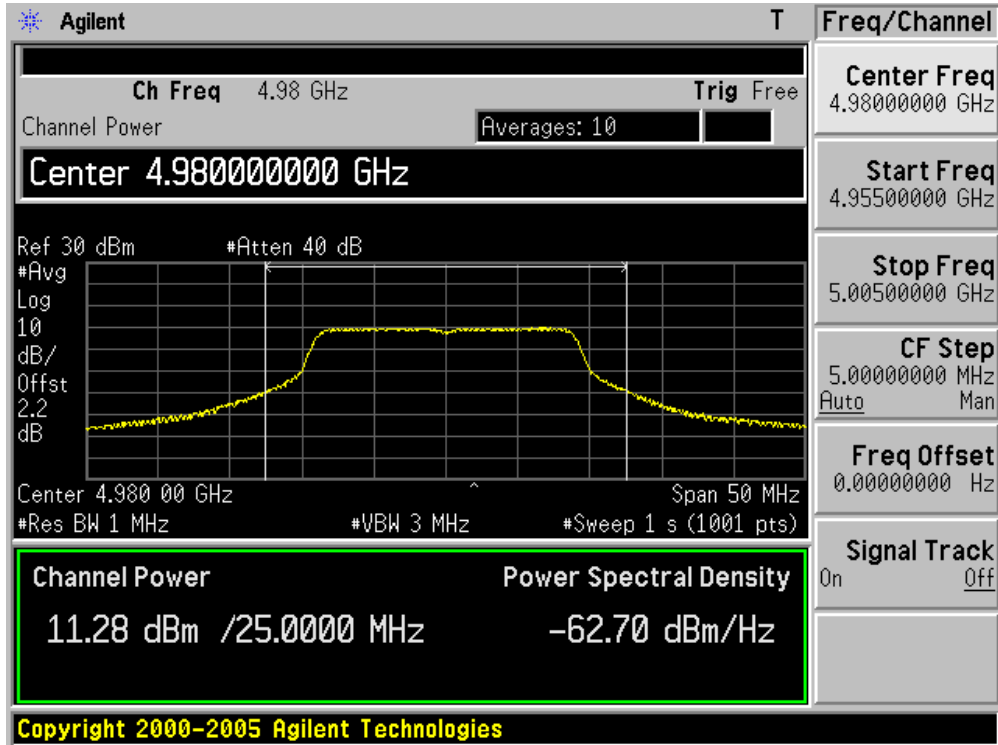 Agilent T
Freq/Channel
Ch Freq 4.98 GHz Trig Free
Channel Power Averages: 10
Center 4.980000000 GHz
Ref 30 dBm #Atten 40 dB
#Avg
Log
10
dB/
Offst
2.2
dB
Center 4.980 00 GHz Span 50 MHz
#Res BW 1 MHz #VBW 3 MHz #Sweep 1 s (1001 pts)
Channel Power Power Spectral Density
11.28 dBm /25.0000 MHz -62.70 dBm/Hz
Center Freq
4.98000000 GHz
Start Freq
4.95500000 GHz
Stop Freq
5.00500000 GHz
CF Step
5.00000000 MHz
Auto Man
Freq Offset
0.00000000 Hz
Signal Track
On Off
Copyright 2000-2005 Agilent Technologies